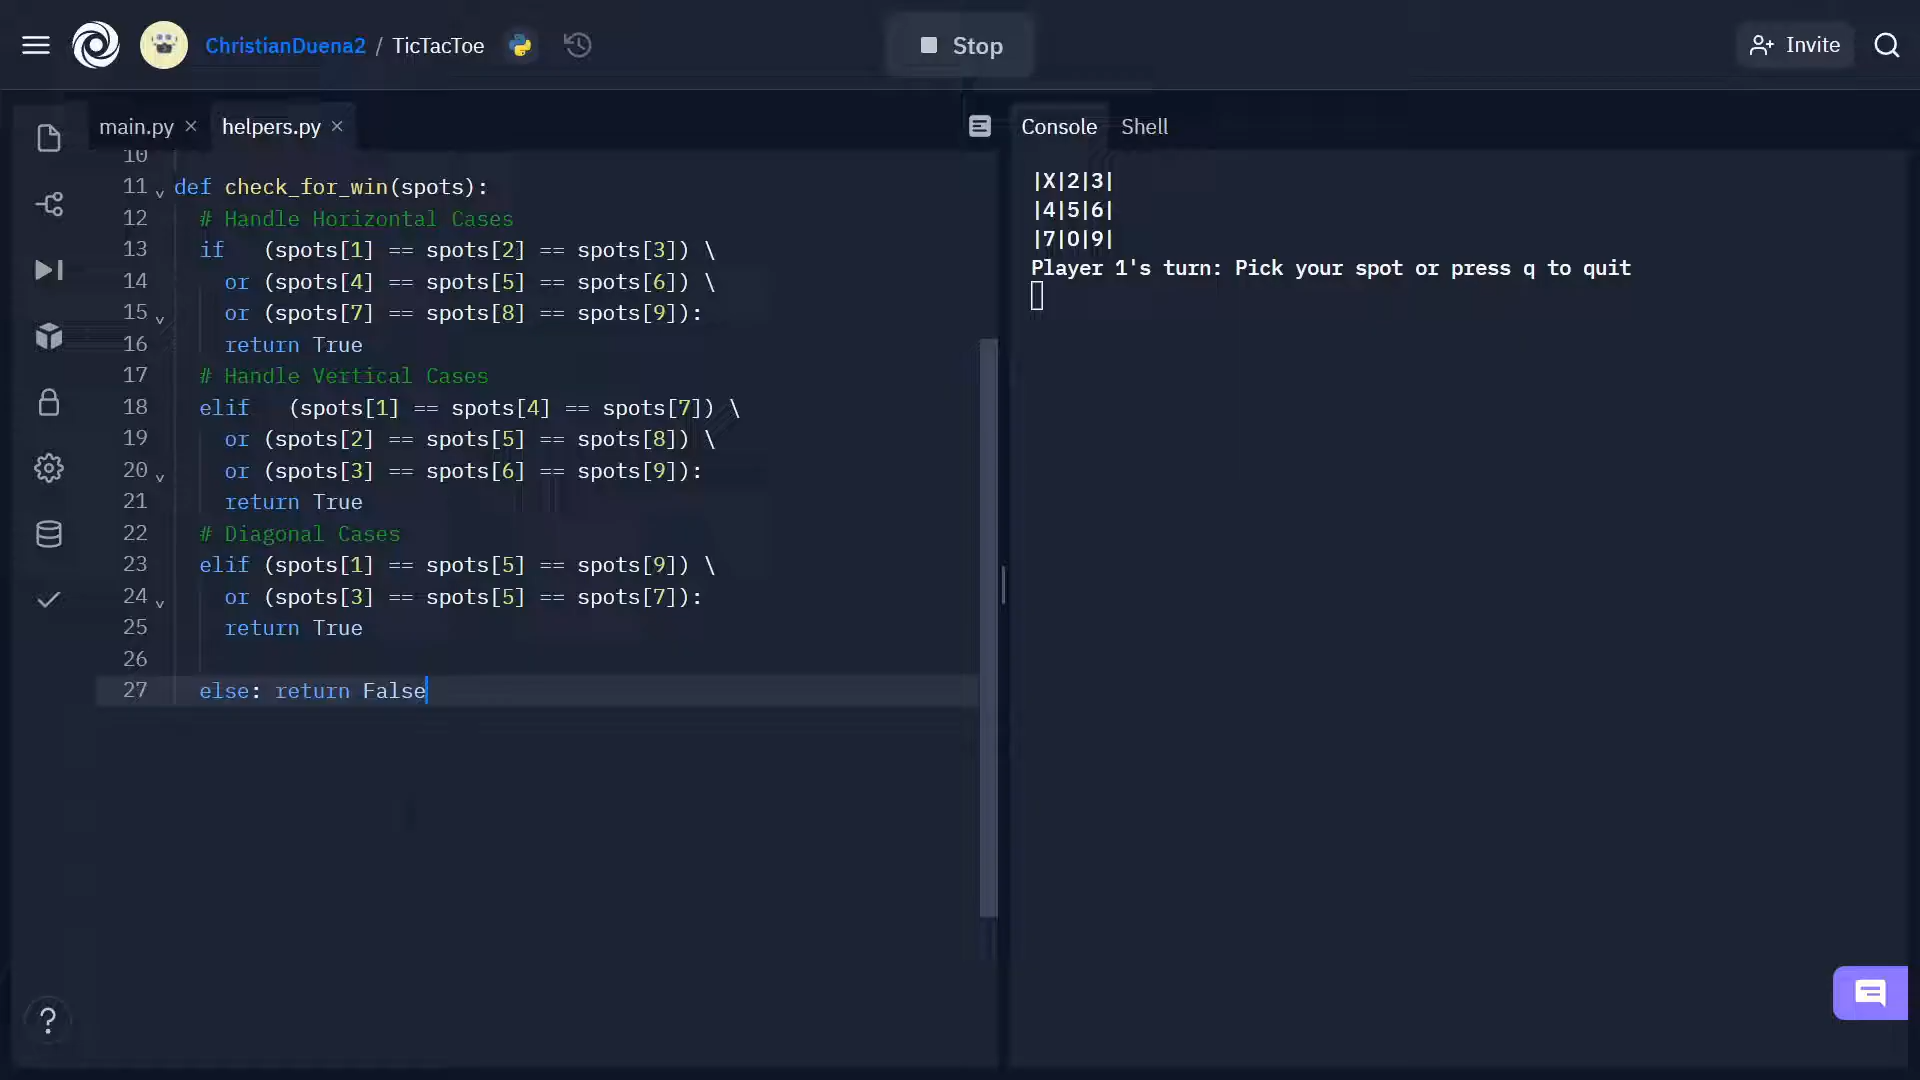 ChristianDuena2 / TicTacToe
Stop
Invite
main.py ×
helpers.py ×
Console
Shell
10
11 def check_for_win(spots):
12   # Handle Horizontal Cases
13   if   (spots[1] == spots[2] == spots[3]) \
14     or (spots[4] == spots[5] == spots[6]) \
15     or (spots[7] == spots[8] == spots[9]):
16     return True
17   # Handle Vertical Cases
18   elif   (spots[1] == spots[4] == spots[7]) \
19     or (spots[2] == spots[5] == spots[8]) \
20     or (spots[3] == spots[6] == spots[9]):
21     return True
22   # Diagonal Cases
23   elif (spots[1] == spots[5] == spots[9]) \
24     or (spots[3] == spots[5] == spots[7]):
25     return True
26
27   else: return False
|X|2|3|
|4|5|6|
|7|O|9|
Player 1's turn: Pick your spot or press q to quit
?